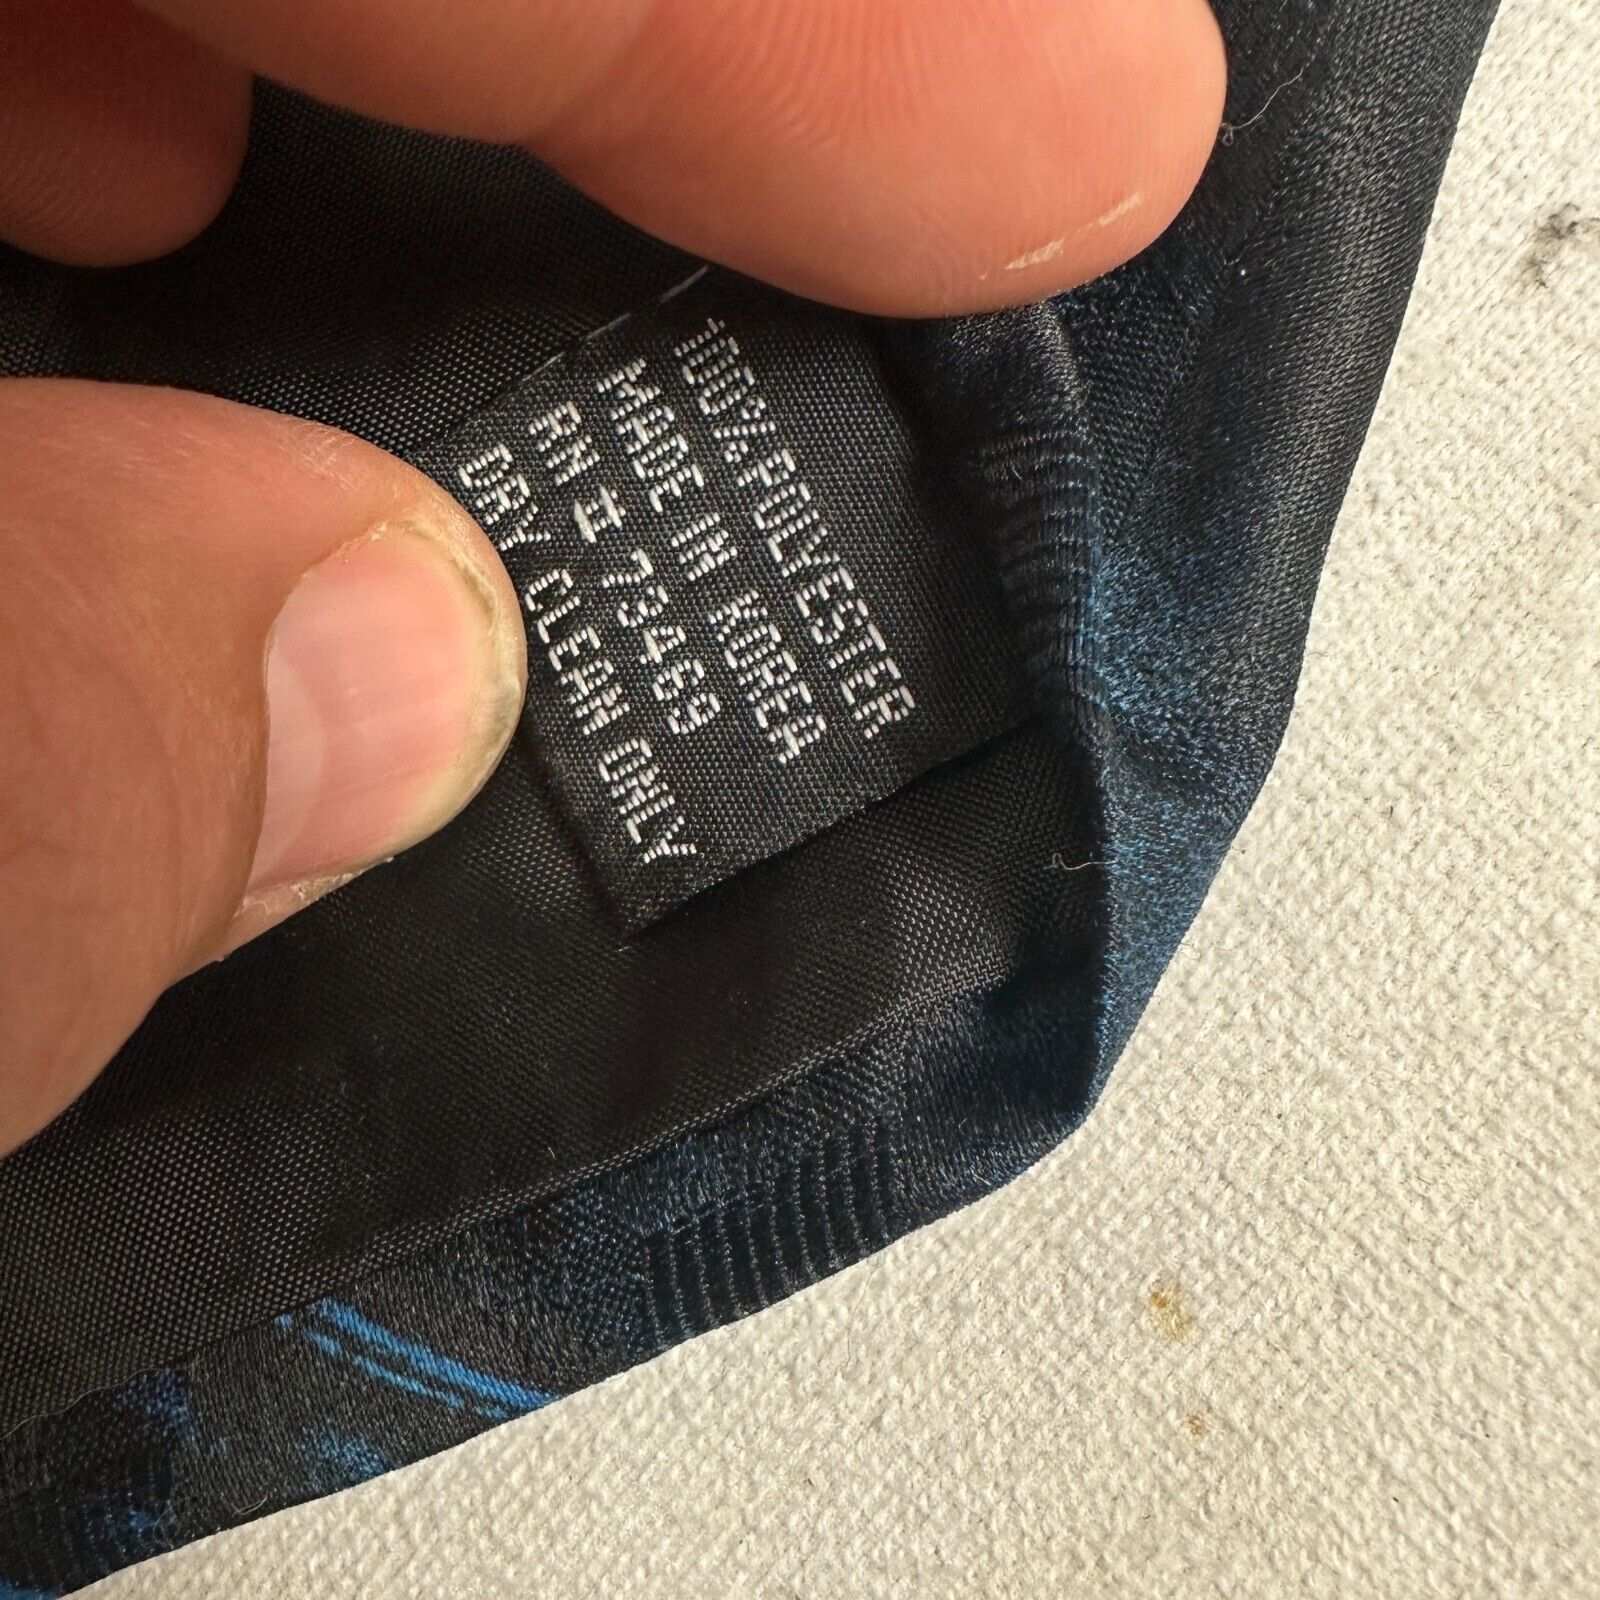 100% POLYESTER
MADE IN KOREA
RN # 73469
DRY CLEAN ONLY